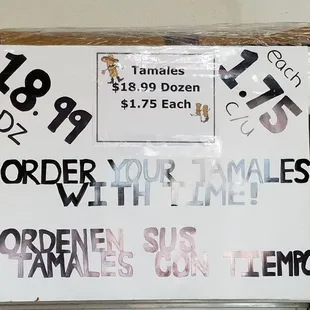 18.99
DZ
Tamales
$18.99 Dozen
$1.75 Each
1.75
each
C/U
ORDER YOUR TAMALES
WITH TIME!
ORDENEN SUS
TAMALES CON TIEMPO